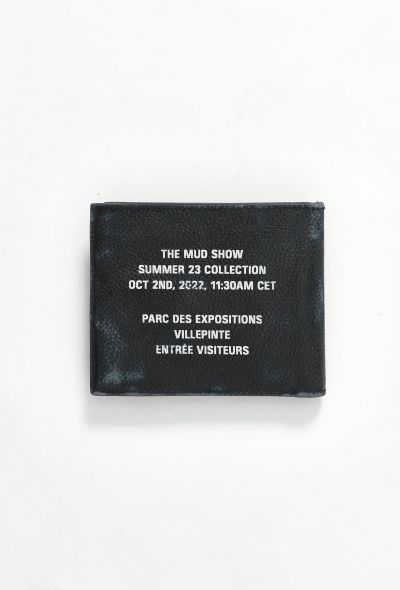 THE MUD SHOW
SUMMER 23 COLLECTION
OCT 2ND, 2022, 11:30AM CET
PARC DES EXPOSITIONS
VILLEPINTE
ENTRÉE VISITEURS